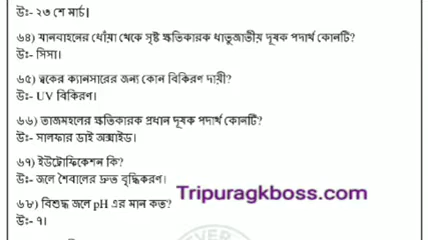 উঃ- ২৩ শে মার্চ।
৬৪) যানবাহনের ধোঁয়া থেকে সৃষ্ট ক্ষতিকারক ধাতুজাতীয় দূষক পদার্থ কোনটি?
উঃ- সিসা।
৬৫) ত্বকের ক্যানসারের জন্য কোন বিকিরণ দায়ী?
উঃ- UV বিকিরণ।
৬৬) তাজমহলের ক্ষতিকারক প্রধান দূষক পদার্থ কোনটি?
উঃ- সালফার ডাই অক্সাইড।
৬৭) ইউট্রোফিকেশন কি?
উঃ- জলে শৈবালের দ্রুত বৃদ্ধিকরণ।
Tripuragkboss.com
৬৮) বিশুদ্ধ জলে pH এর মান কত?
উঃ- ৭।
EVER